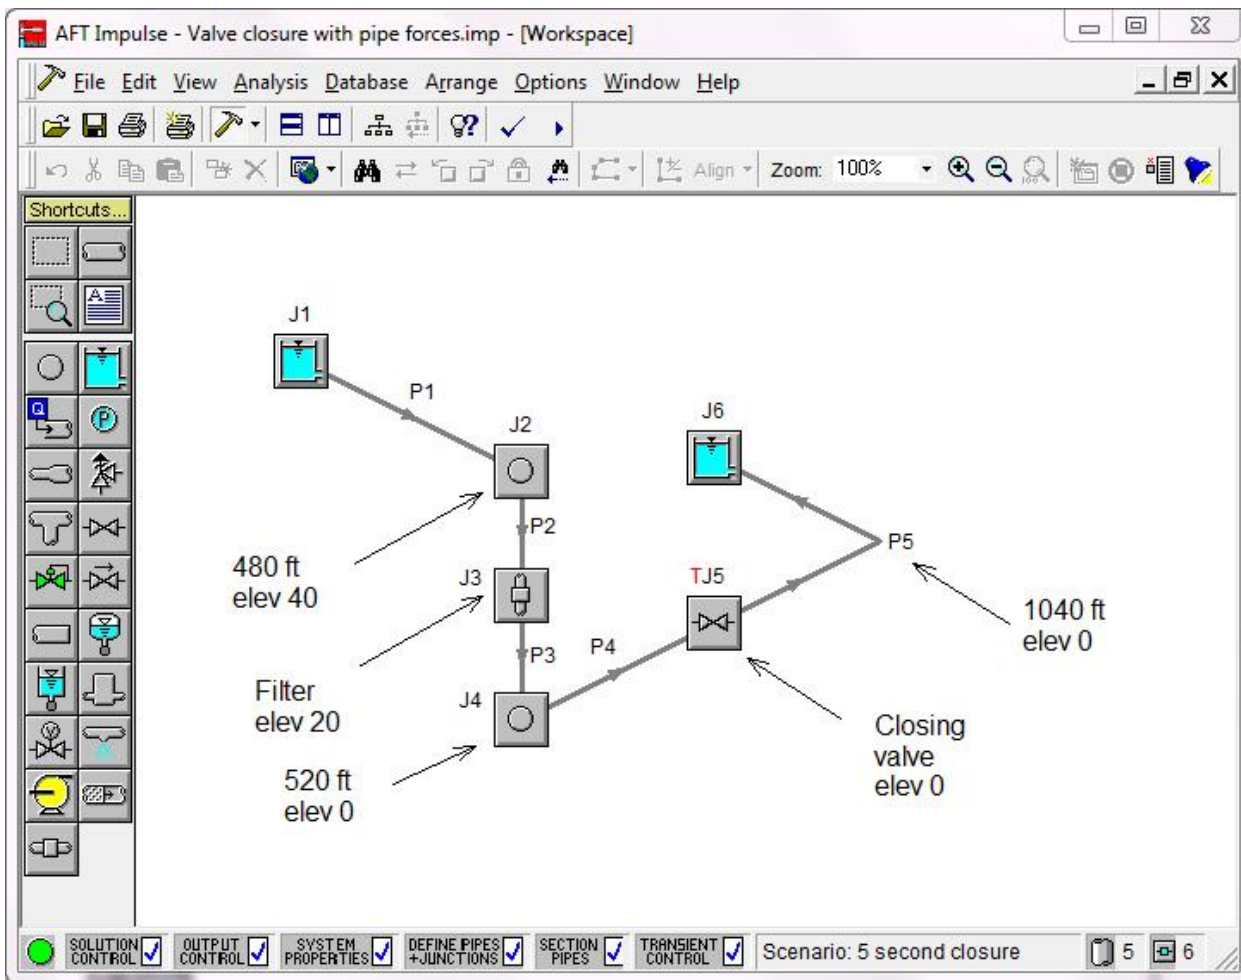 AFT Impulse - Valve closure with pipe forces.imp - [Workspace]
File Edit View Analysis Database Arrange Options Window Help
Align Zoom: 100%
Shortcuts...
J1
P1
J2
J6
P2
P5
480 ft
elev 40
J3
TJ5
1040 ft
elev 0
P3
P4
Filter
elev 20
J4
Closing
valve
elev 0
520 ft
elev 0
SOLUTION CONTROL
OUTPUT CONTROL
SYSTEM PROPERTIES
DEFINE PIPES +JUNCTIONS
SECTION PIPES
TRANSIENT CONTROL
Scenario: 5 second closure
5
6